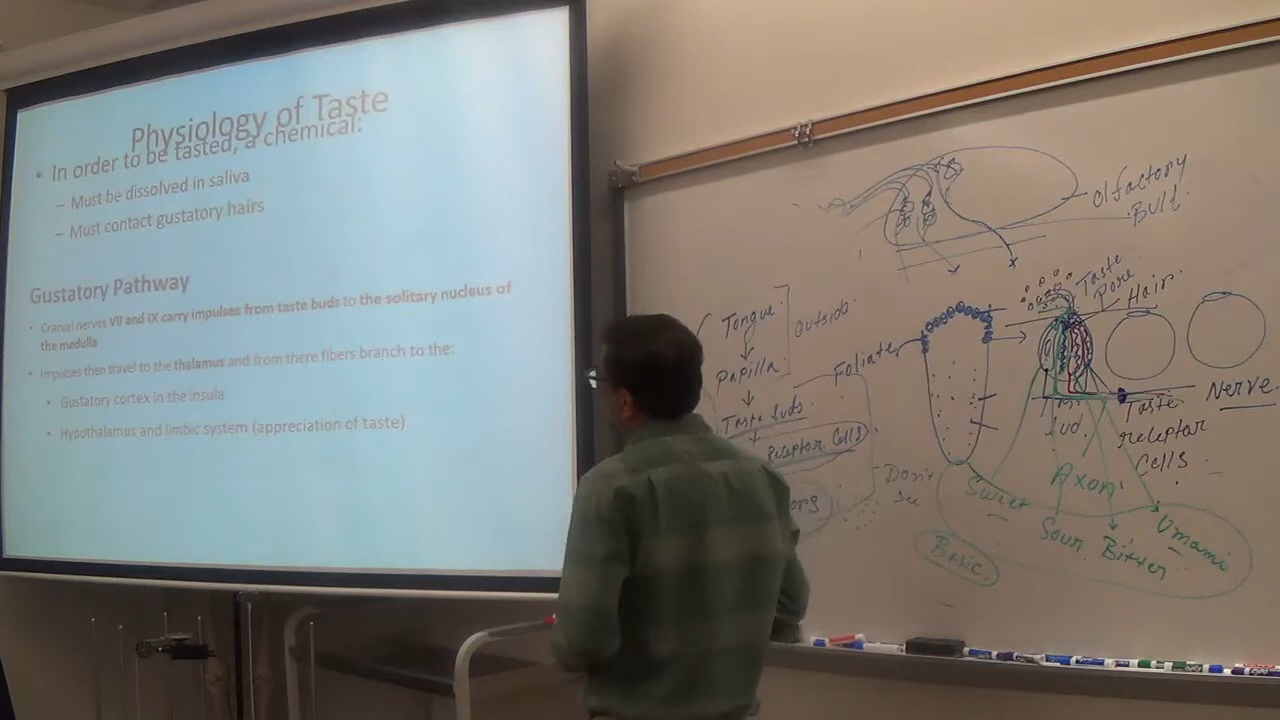 Physiology of Taste
• In order to be tasted, a chemical:
– Must be dissolved in saliva
– Must contact gustatory hairs
Gustatory Pathway
• Cranial nerves VII and IX carry impulses from taste buds to the solitary nucleus of
the medulla
• Impulses then travel to the thalamus and from there fibers branch to the:
• Gustatory cortex in the insula
• Hypothalamus and limbic system (appreciation of taste)
Olfactory
Bulb
Tongue
outside
Papilla
Taste buds
receptor cells
Don't
see
Foliate
Taste
Pore
Hair
Nerve
Taste
receptor
Cells
Axon
Sweet
Sour
Bitter
Umami
Basic